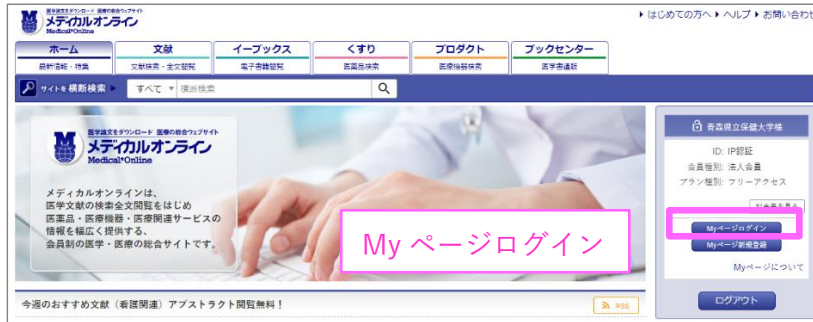 医学論文をダウンロード 医療の総合ウェブサイト
メディカルオンライン
Medical*Online
はじめての方へ ヘルプ お問い合わせ
ホーム 文献 イーブックス くすり プロダクト ブックセンター
最新情報・特集 文献検索・全文閲覧 電子書籍閲覧 医薬品検索 医療機器検索 医学書通販
サイトを横断検索 すべて 横断検索
医学論文をダウンロード 医療の総合ウェブサイト
メディカルオンライン
Medical*Online
メディカルオンラインは、
医学文献の検索全文閲覧をはじめ
医薬品・医療機器・医療関連サービスの
情報を幅広く提供する、
会員制の医学・医療の総合サイトです。
My ページログイン
青森県立保健大学様
ID: IP認証
会員種別: 法人会員
プラン種別: フリーアクセス
Myページログイン
Myページ新規登録
Myページについて
ログアウト
今週のおすすめ文献（看護関連）アブストラクト閲覧無料！
RSS